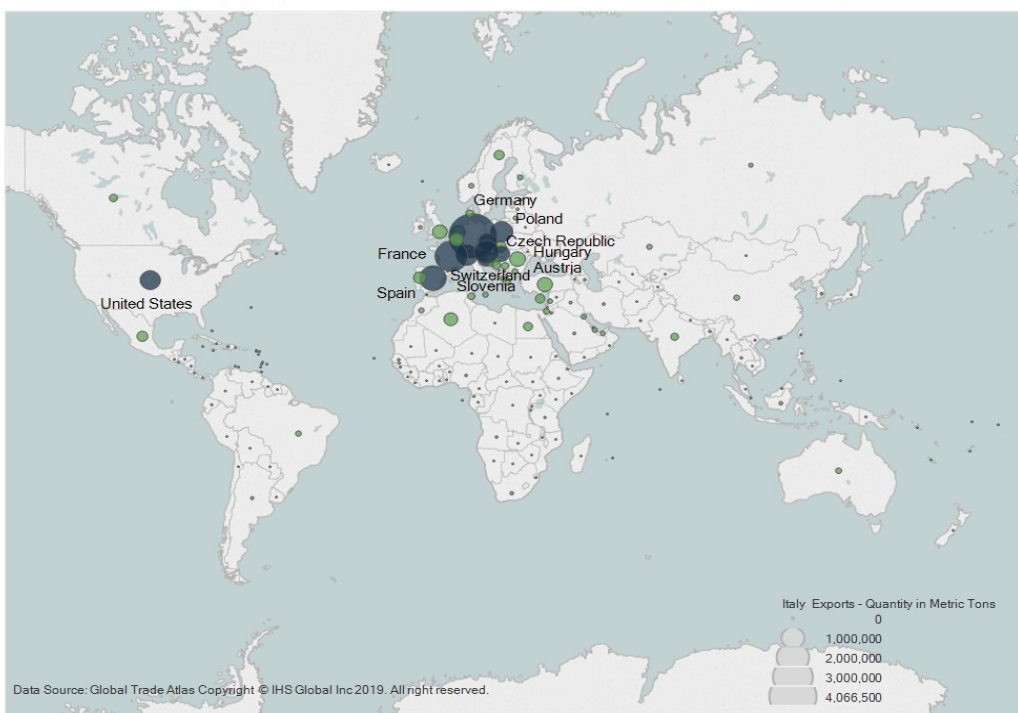 Germany
Poland
Czech Republic
France
Hungary
Austria
Switzerland
Slovenia
Spain
United States
Italy Exports - Quantity in Metric Tons
0
1,000,000
2,000,000
3,000,000
4,066,500
Data Source: Global Trade Atlas Copyright © IHS Global Inc 2019. All right reserved.